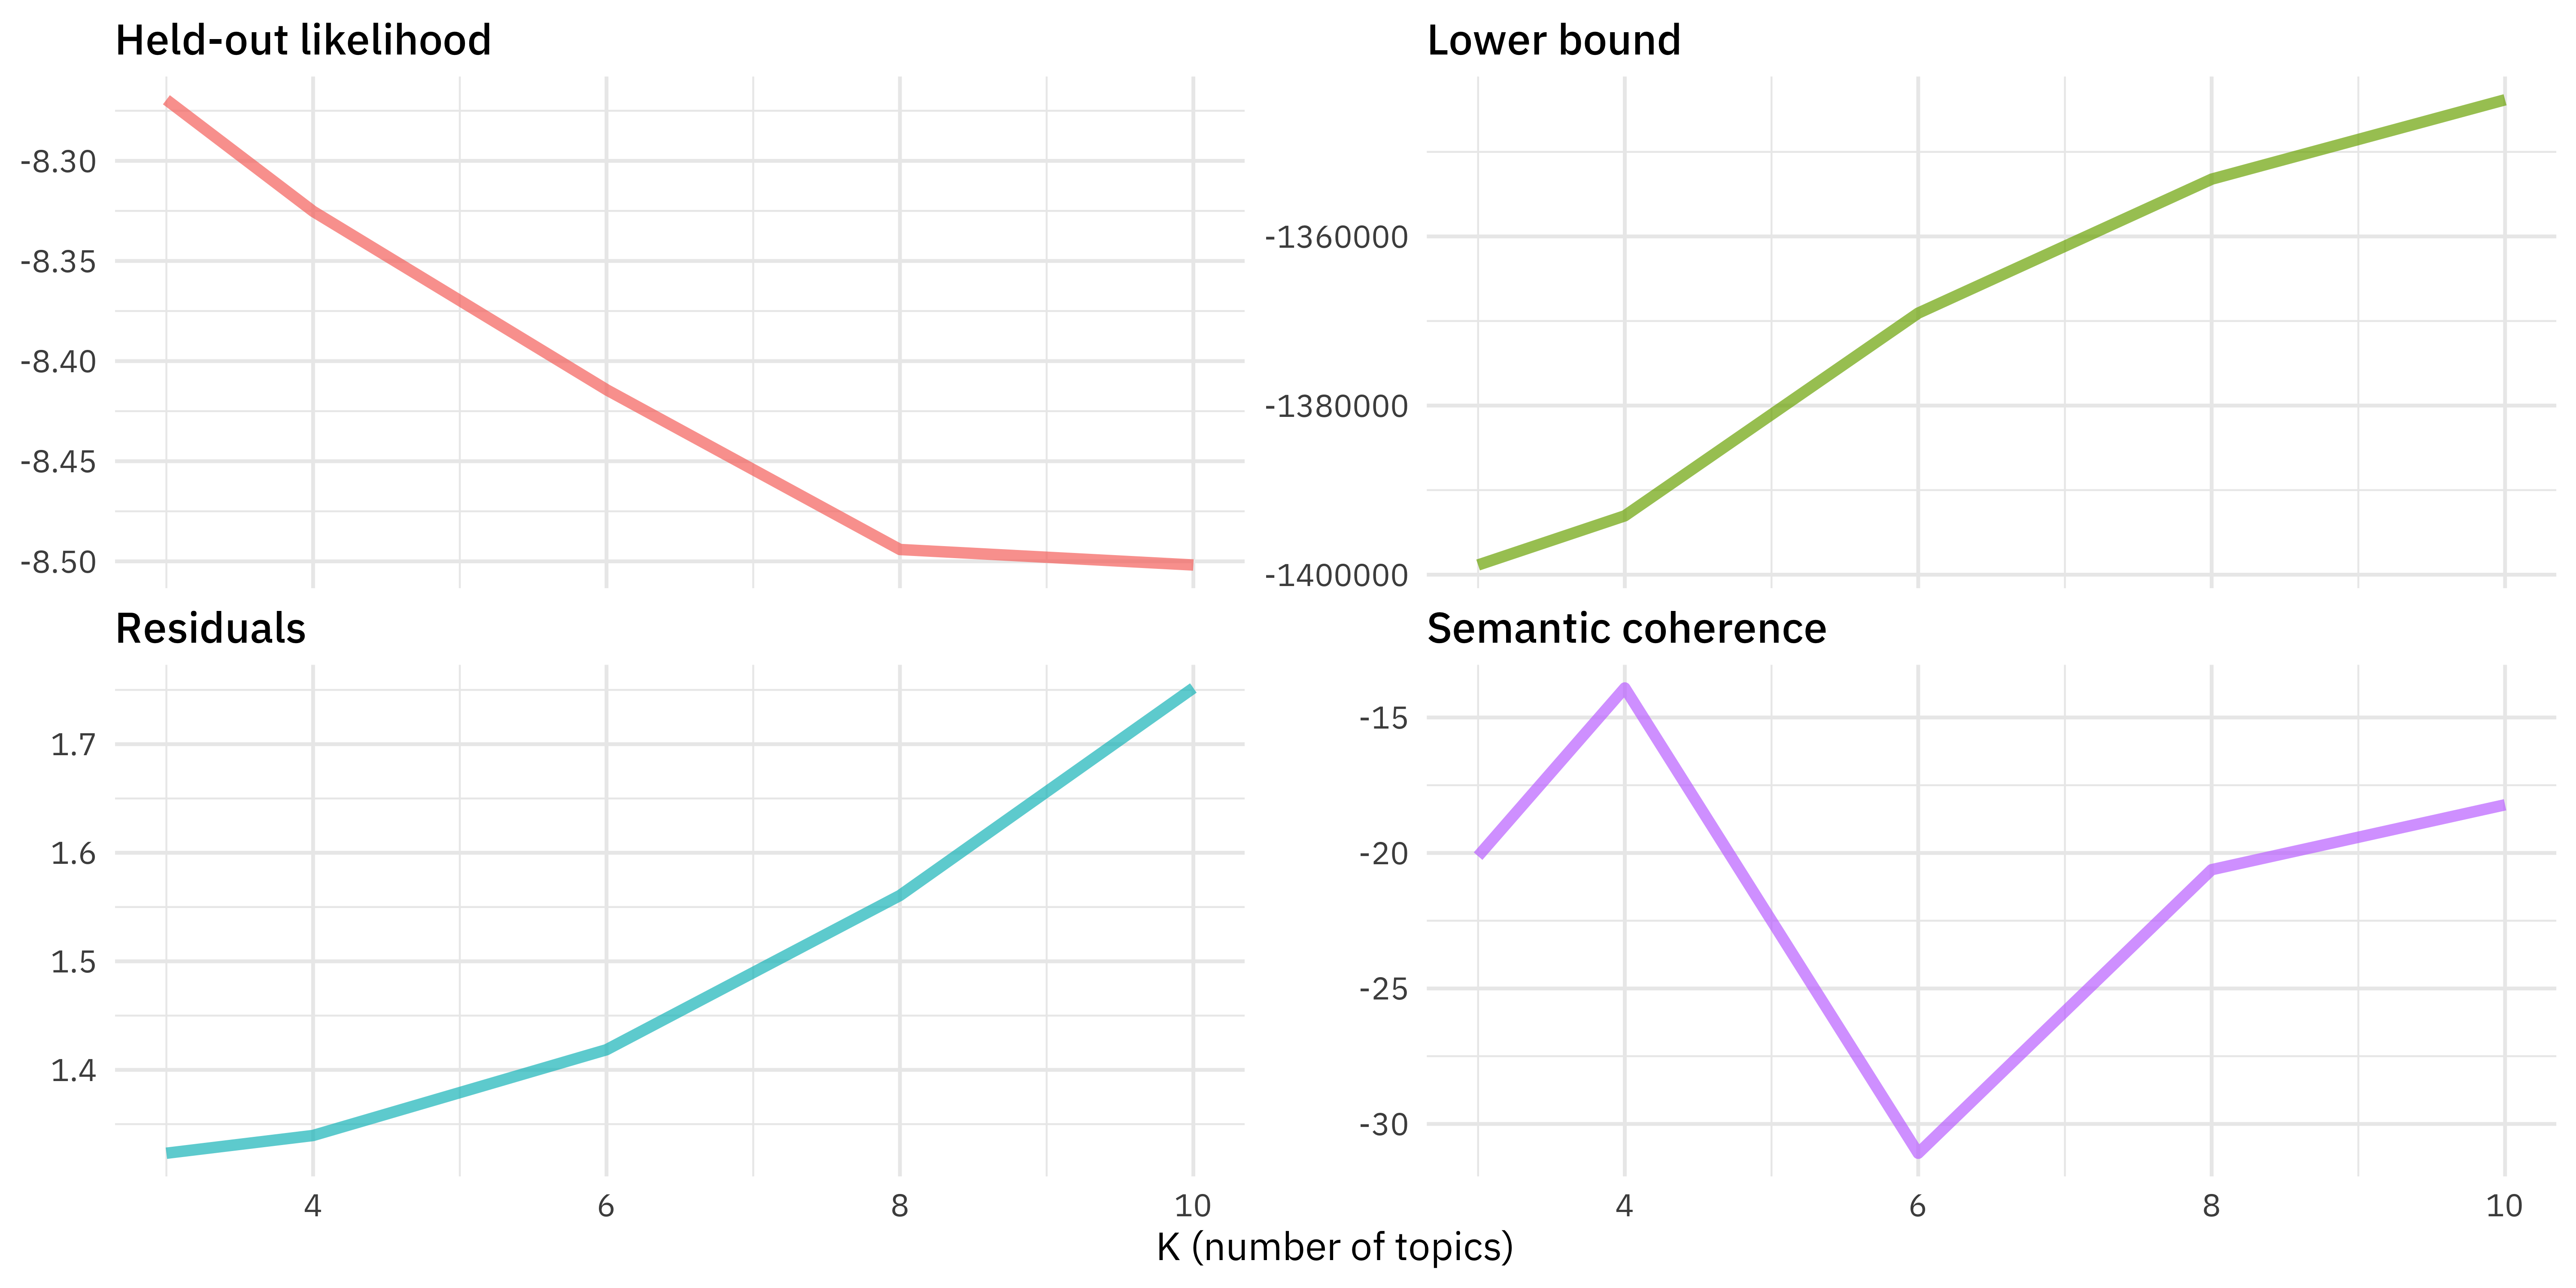 Held-out likelihood
-8.30
-8.35
-8.40
-8.45
-8.50
Lower bound
-1360000
-1380000
-1400000
Residuals
1.7
1.6
1.5
1.4
4 6 8 10
Semantic coherence
-15
-20
-25
-30
4 6 8 10
K (number of topics)